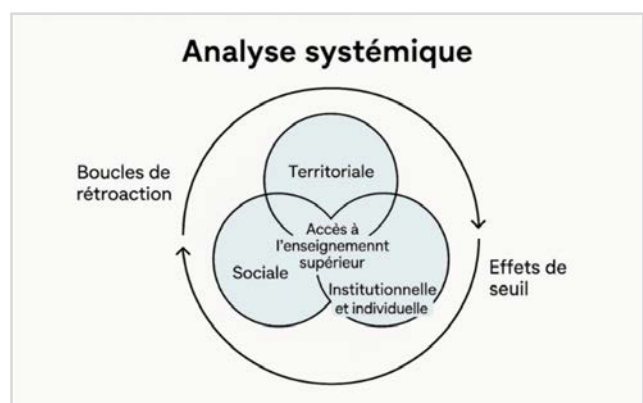 Analyse systémique
Boucles de
rétroaction
Territoriale
Accès à
l'enseignemennt
supérieur
Sociale
Institutionnelle
et individuelle
Effets de
seuil